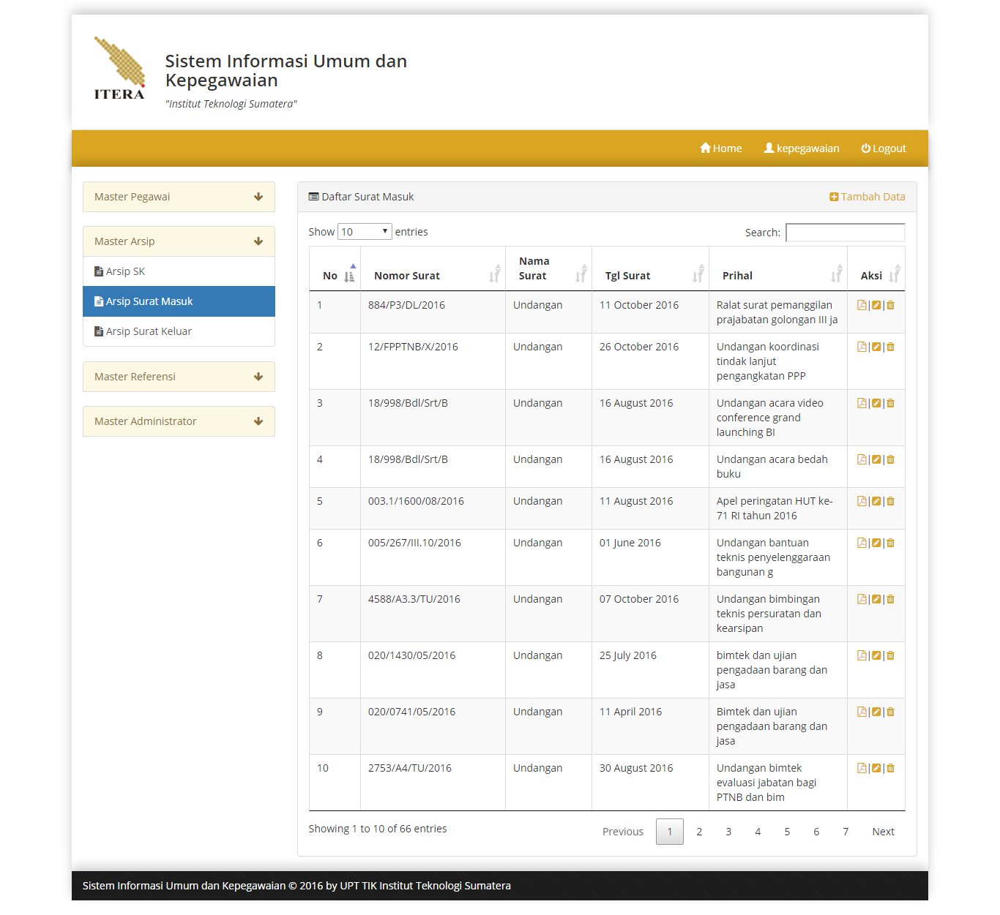 ITERA
Sistem Informasi Umum dan
Kepegawaian
"Institut Teknologi Sumatera"
Home kepegawaian Logout
Master Pegawai
Master Arsip
Arsip SK
Arsip Surat Masuk
Arsip Surat Keluar
Master Referensi
Master Administrator
Daftar Surat Masuk Tambah Data
Show 10 entries Search:
No Nomor Surat Nama Surat Tgl Surat Prihal Aksi
1 884/P3/DL/2016 Undangan 11 October 2016 Ralat surat pemanggilan
prajabatan golongan III ja
2 12/FPPTNB/X/2016 Undangan 26 October 2016 Undangan koordinasi
tindak lanjut
pengangkatan PPP
3 18/998/Bdl/Srt/B Undangan 16 August 2016 Undangan acara video
conference grand
launching BI
4 18/998/Bdl/Srt/B Undangan 16 August 2016 Undangan acara bedah
buku
5 003.1/1600/08/2016 Undangan 11 August 2016 Apel peringatan HUT ke-
71 RI tahun 2016
6 005/267/III.10/2016 Undangan 01 June 2016 Undangan bantuan
teknis penyelenggaraan
bangunan g
7 4588/A3.3/TU/2016 Undangan 07 October 2016 Undangan bimbingan
teknis persuratan dan
kearsipan
8 020/1430/05/2016 Undangan 25 July 2016 bimtek dan ujian
pengadaan barang dan
jasa
9 020/0741/05/2016 Undangan 11 April 2016 Bimtek dan ujian
pengadaan barang dan
jasa
10 2753/A4/TU/2016 Undangan 30 August 2016 Undangan bimtek
evaluasi jabatan bagi
PTNB dan bim
Showing 1 to 10 of 66 entries Previous 1 2 3 4 5 6 7 Next
Sistem Informasi Umum dan Kepegawaian © 2016 by UPT TIK Institut Teknologi Sumatera